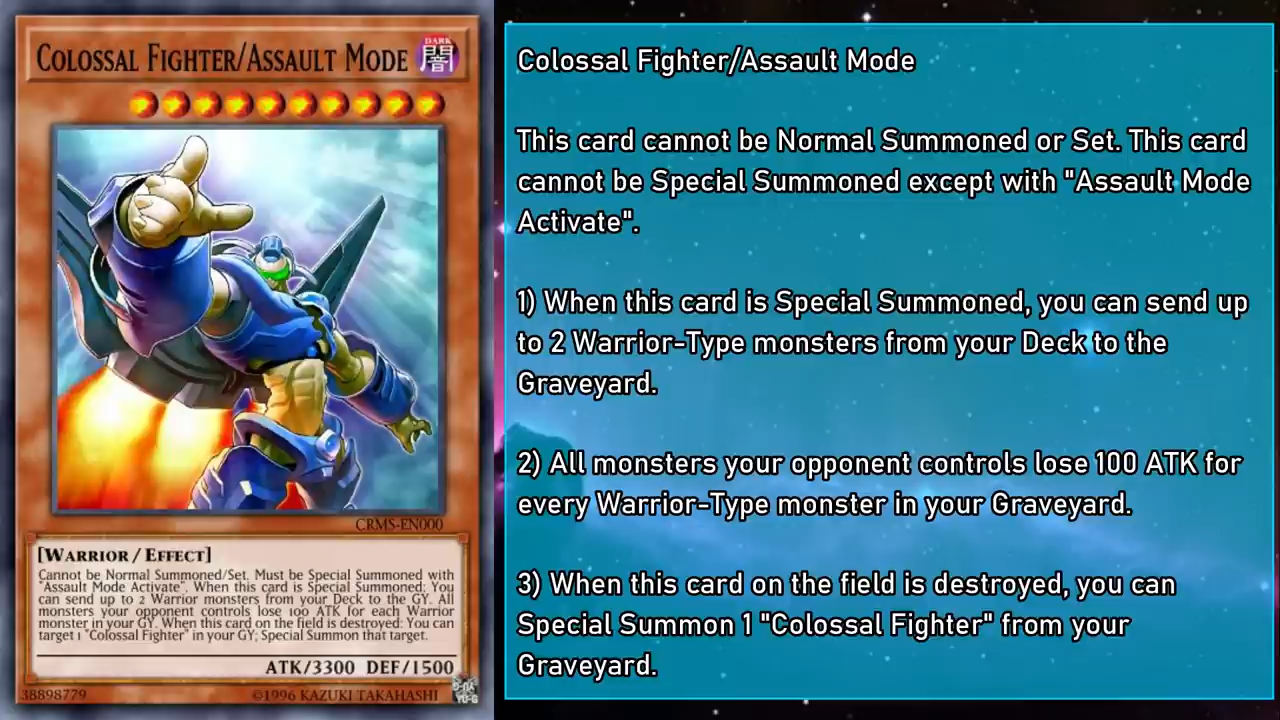 COLOSSAL FIGHTER/ASSAULT MODE
DARK
闇
CRMS-EN000
[WARRIOR / EFFECT]
Cannot be Normal Summoned/Set. Must be Special Summoned with
"Assault Mode Activate". When this card is Special Summoned: You
can send up to 2 Warrior monsters from your Deck to the GY. All
monsters your opponent controls lose 100 ATK for each Warrior
monster in your GY. When this card on the field is destroyed: You can
target 1 "Colossal Fighter" in your GY; Special Summon that target.
ATK/3300 DEF/1500
38898779
©1996 KAZUKI TAKAHASHI
Colossal Fighter/Assault Mode
This card cannot be Normal Summoned or Set. This card
cannot be Special Summoned except with "Assault Mode
Activate".
1) When this card is Special Summoned, you can send up
to 2 Warrior-Type monsters from your Deck to the
Graveyard.
2) All monsters your opponent controls lose 100 ATK for
every Warrior-Type monster in your Graveyard.
3) When this card on the field is destroyed, you can
Special Summon 1 "Colossal Fighter" from your
Graveyard.